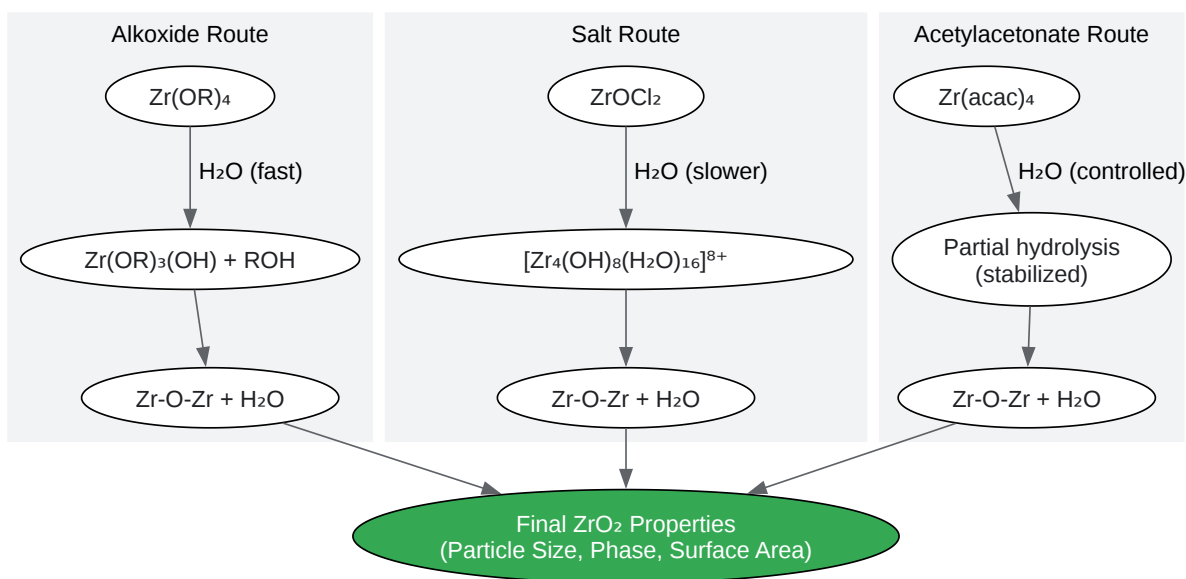 Alkoxide Route
Salt Route
Acetylacetonate Route
Zr(OR)₄
ZrOCl₂
Zr(acac)₄
H₂O (fast)
H₂O (slower)
H₂O (controlled)
Zr(OR)₃(OH) + ROH
[Zr₄(OH)₈(H₂O)₁₆]⁸⁺
Partial hydrolysis
(stabilized)
Zr-O-Zr + H₂O
Zr-O-Zr + H₂O
Zr-O-Zr + H₂O
Final ZrO₂ Properties
(Particle Size, Phase, Surface Area)